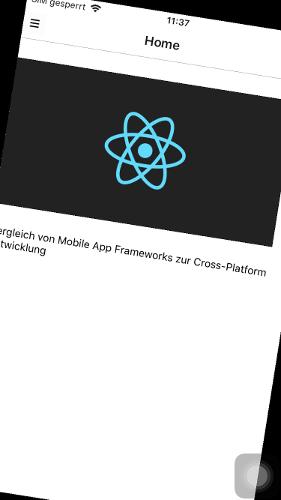 SIM gesperrt 11:37
Home
ergleich von Mobile App Frameworks zur Cross-Platform
twicklung